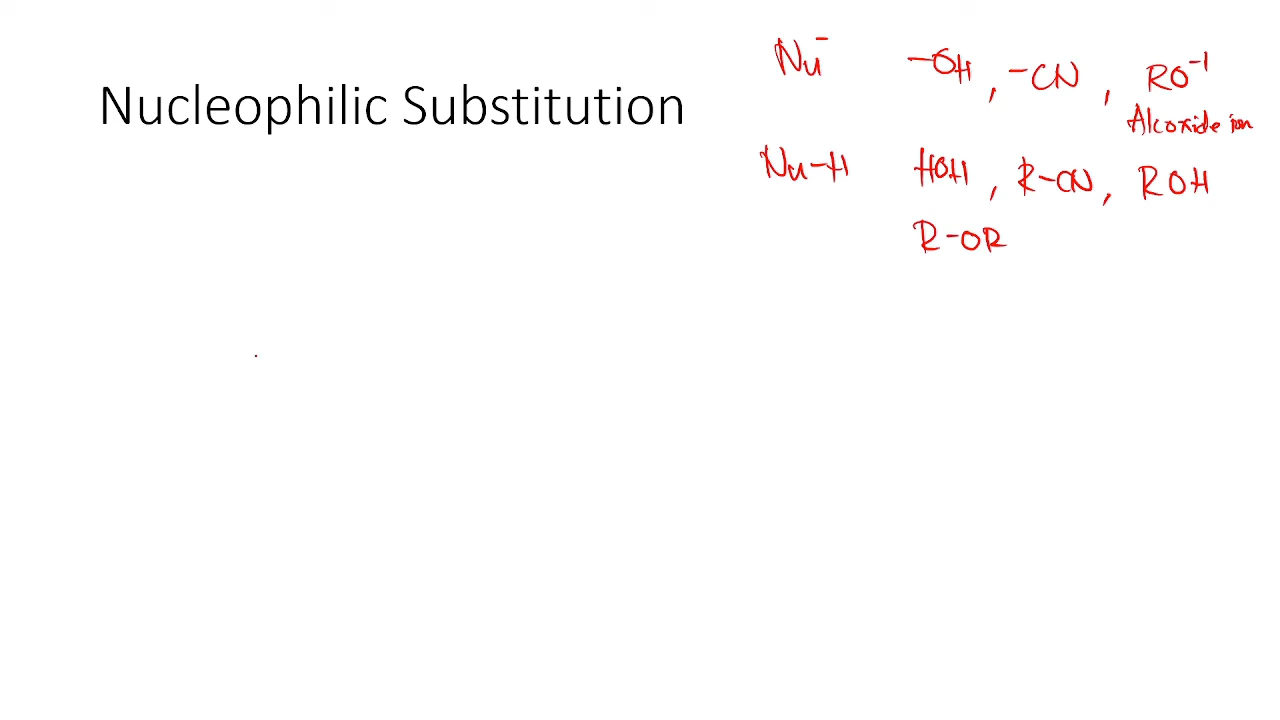 Nucleophilic Substitution
Nu⁻ -OH, -CN, RO⁻¹
Alcoxide ion
Nu-H HOH, R-CN, ROH
R-OR